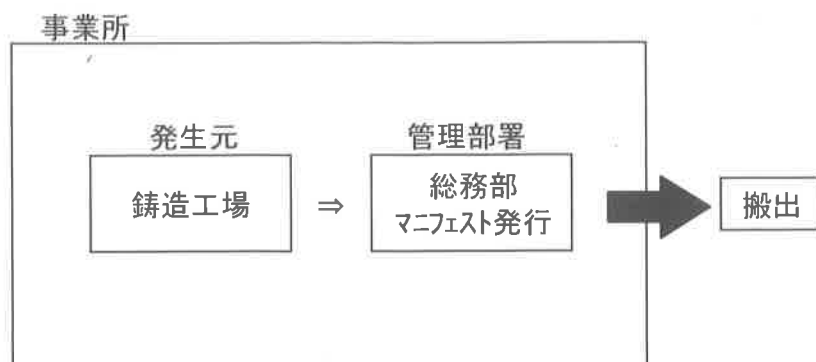 事業所
発生元
管理部署
鋳造工場
⇒
総務部
マニフェスト発行
搬出